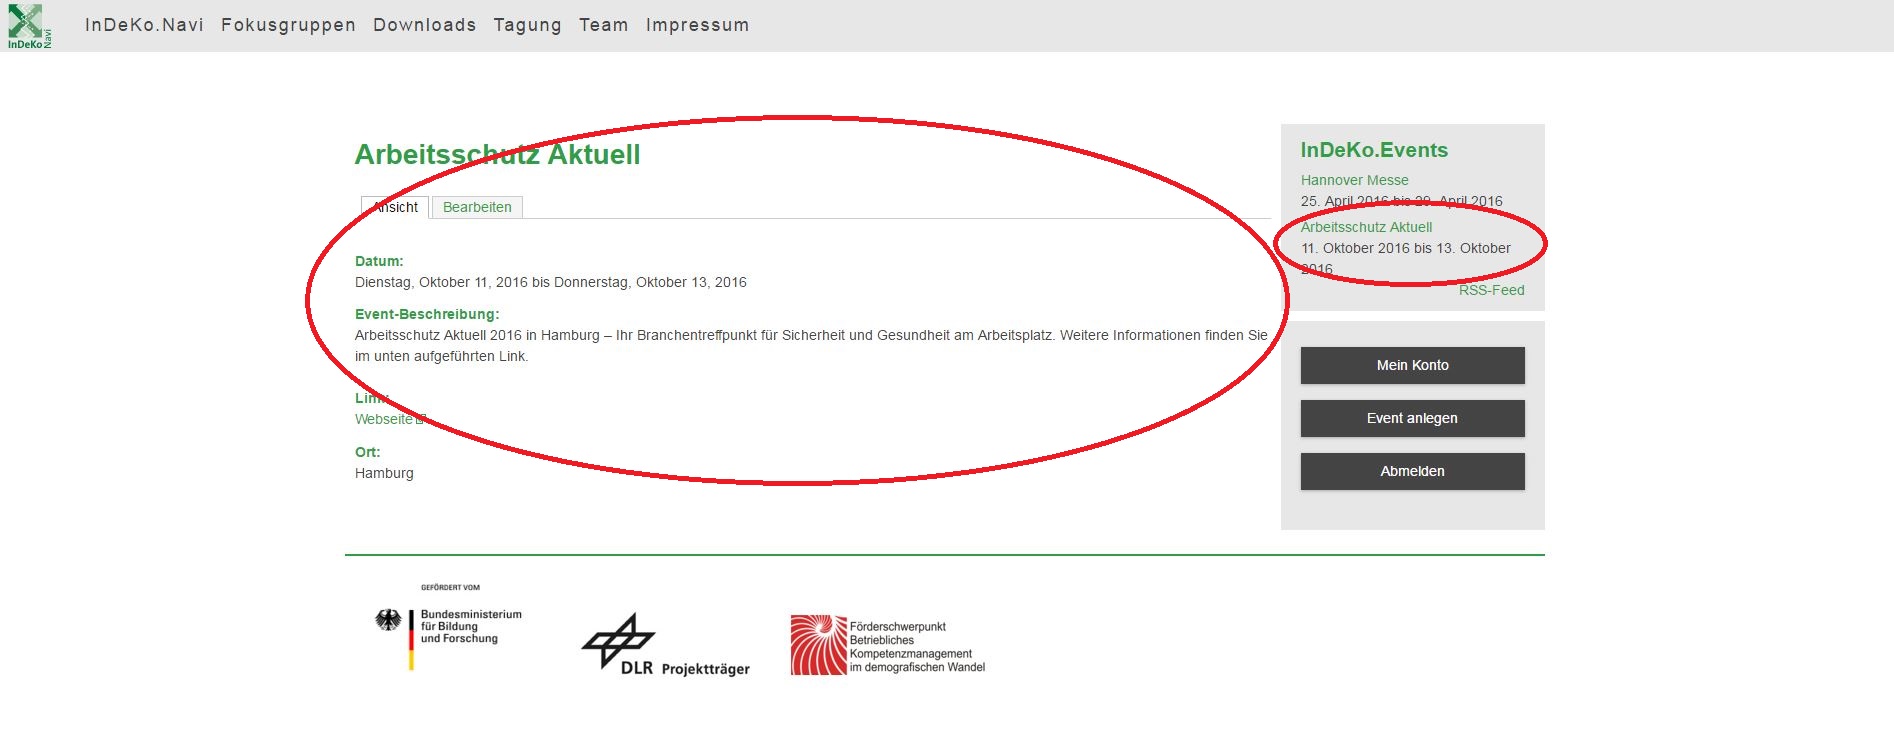 InDeKo
Navi
InDeKo.Navi Fokusgruppen Downloads Tagung Team Impressum
Arbeitsschutz Aktuell
Ansicht Bearbeiten
Datum:
Dienstag, Oktober 11, 2016 bis Donnerstag, Oktober 13, 2016
Event-Beschreibung:
Arbeitsschutz Aktuell 2016 in Hamburg – Ihr Branchentreffpunkt für Sicherheit und Gesundheit am Arbeitsplatz. Weitere Informationen finden Sie
im unten aufgeführten Link.
Link:
Webseite
Ort:
Hamburg
InDeKo.Events
Hannover Messe
25. April 2016 bis 29. April 2016
Arbeitsschutz Aktuell
11. Oktober 2016 bis 13. Oktober
2016
RSS-Feed
Mein Konto
Event anlegen
Abmelden
GEFÖRDERT VOM
Bundesministerium
für Bildung
und Forschung
DLR Projektträger
Förderschwerpunkt
Betriebliches
Kompetenzmanagement
im demografischen Wandel